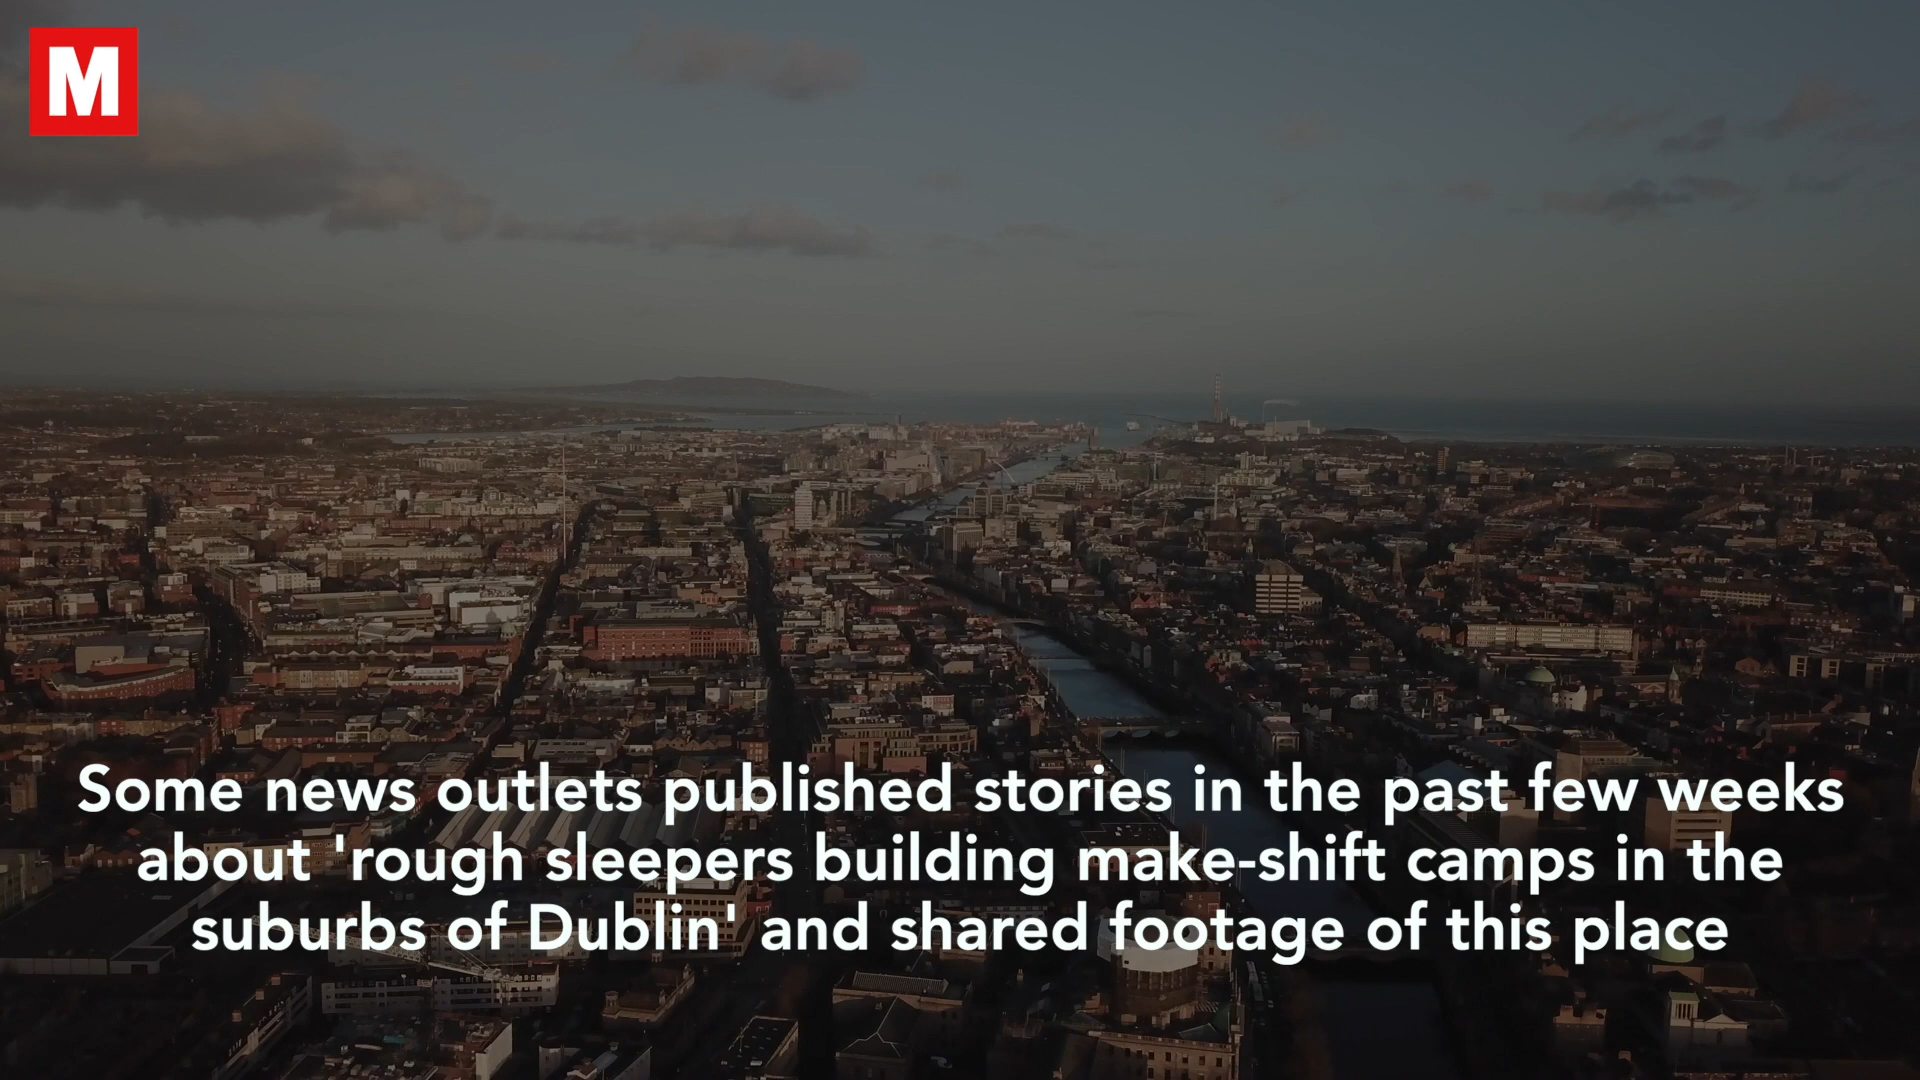 M
Some news outlets published stories in the past few weeks
about 'rough sleepers building make-shift camps in the
suburbs of Dublin' and shared footage of this place